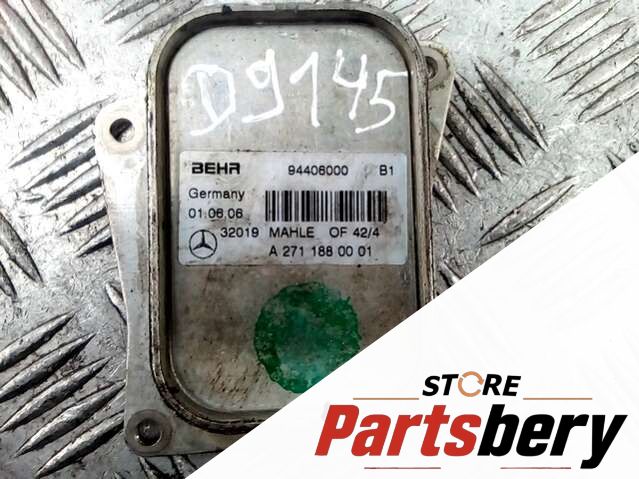 D9145
BEHR 94408000 B1
Germany
01.06.06
32019 MAHLE OF 42/4
A 271 188 00 01
STORE
Partsbery